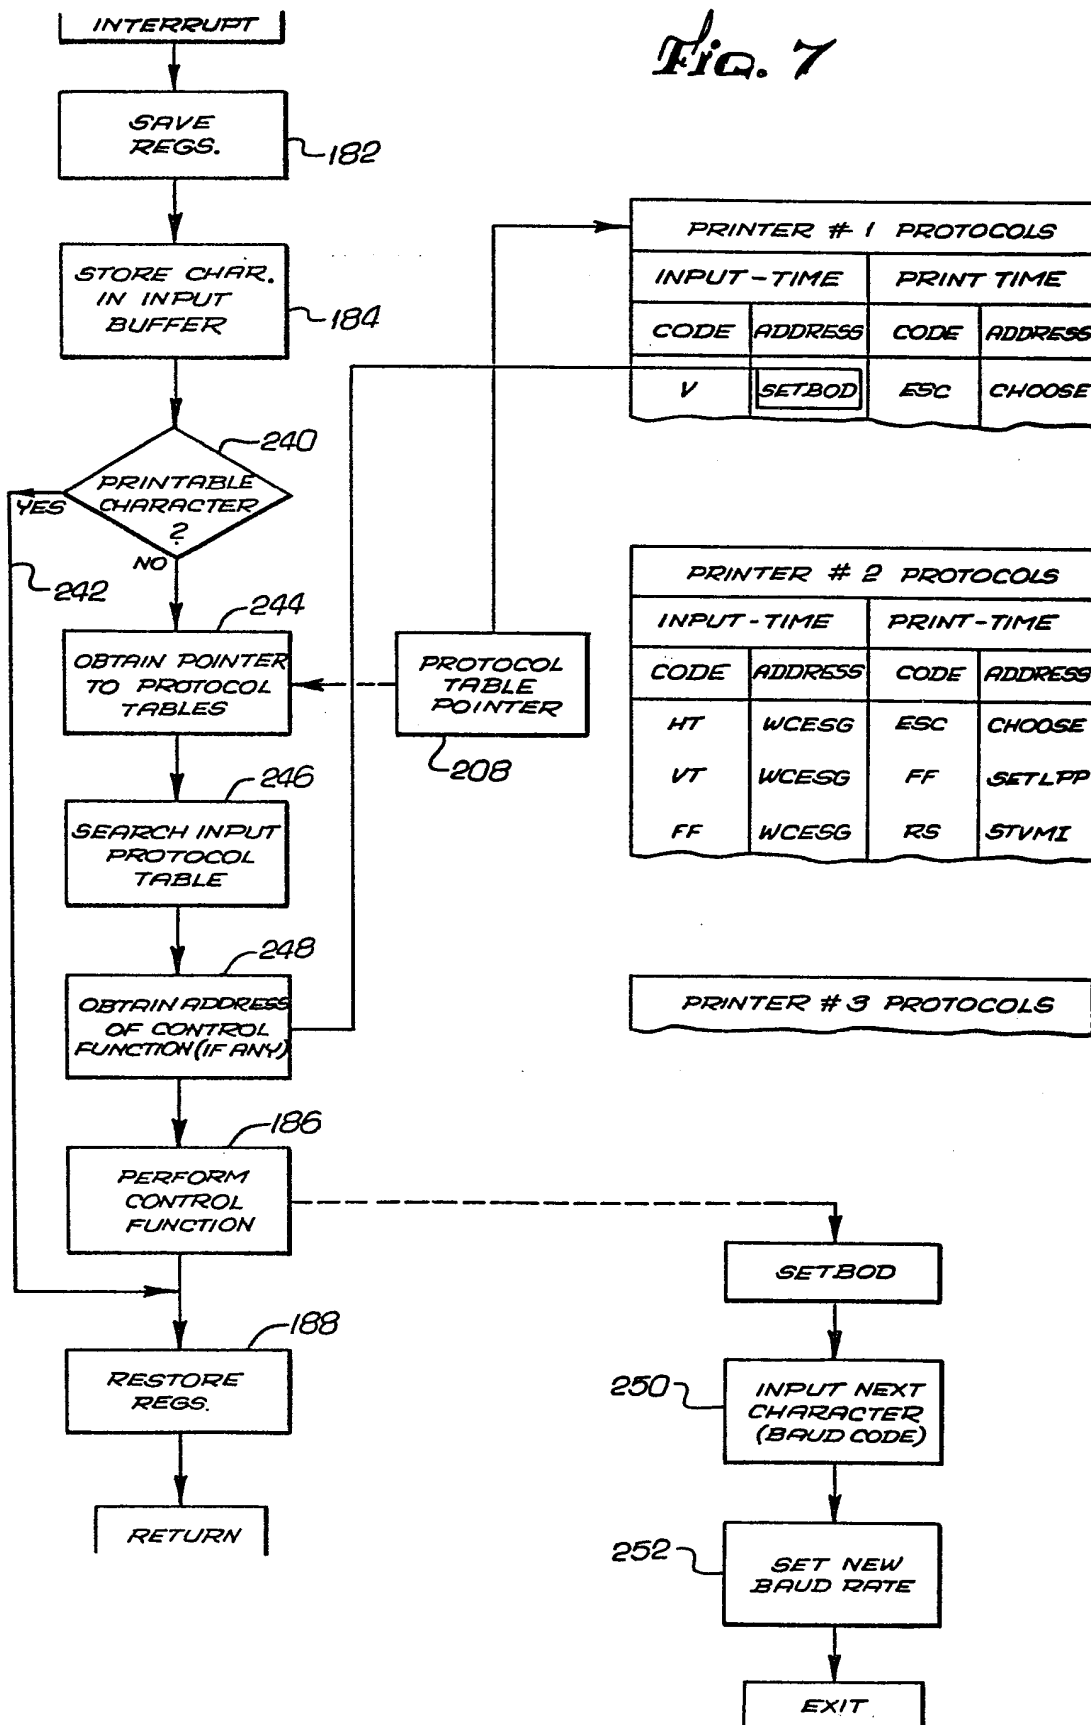 INTERRUPT
Fig. 7
SAVE
REGS.
182
STORE CHAR.
IN INPUT
BUFFER
184
PRINTABLE
CHARACTER
?
240
YES
NO
242
244
OBTAIN POINTER
TO PROTOCOL
TABLES
PROTOCOL
TABLE
POINTER
208
246
SEARCH INPUT
PROTOCOL
TABLE
248
OBTAIN ADDRESS
OF CONTROL
FUNCTION (IF ANY)
186
PERFORM
CONTROL
FUNCTION
188
RESTORE
REGS.
RETURN
PRINTER # 1 PROTOCOLS
INPUT-TIME PRINT TIME
CODE ADDRESS CODE ADDRESS
V SETBOD ESC CHOOSE
PRINTER # 2 PROTOCOLS
INPUT-TIME PRINT-TIME
CODE ADDRESS CODE ADDRESS
HT WCESG ESC CHOOSE
VT WCESG FF SETLPP
FF WCESG RS STVMI
PRINTER #3 PROTOCOLS
SETBOD
250
INPUT NEXT
CHARACTER
(BAUD CODE)
252
SET NEW
BAUD RATE
EXIT